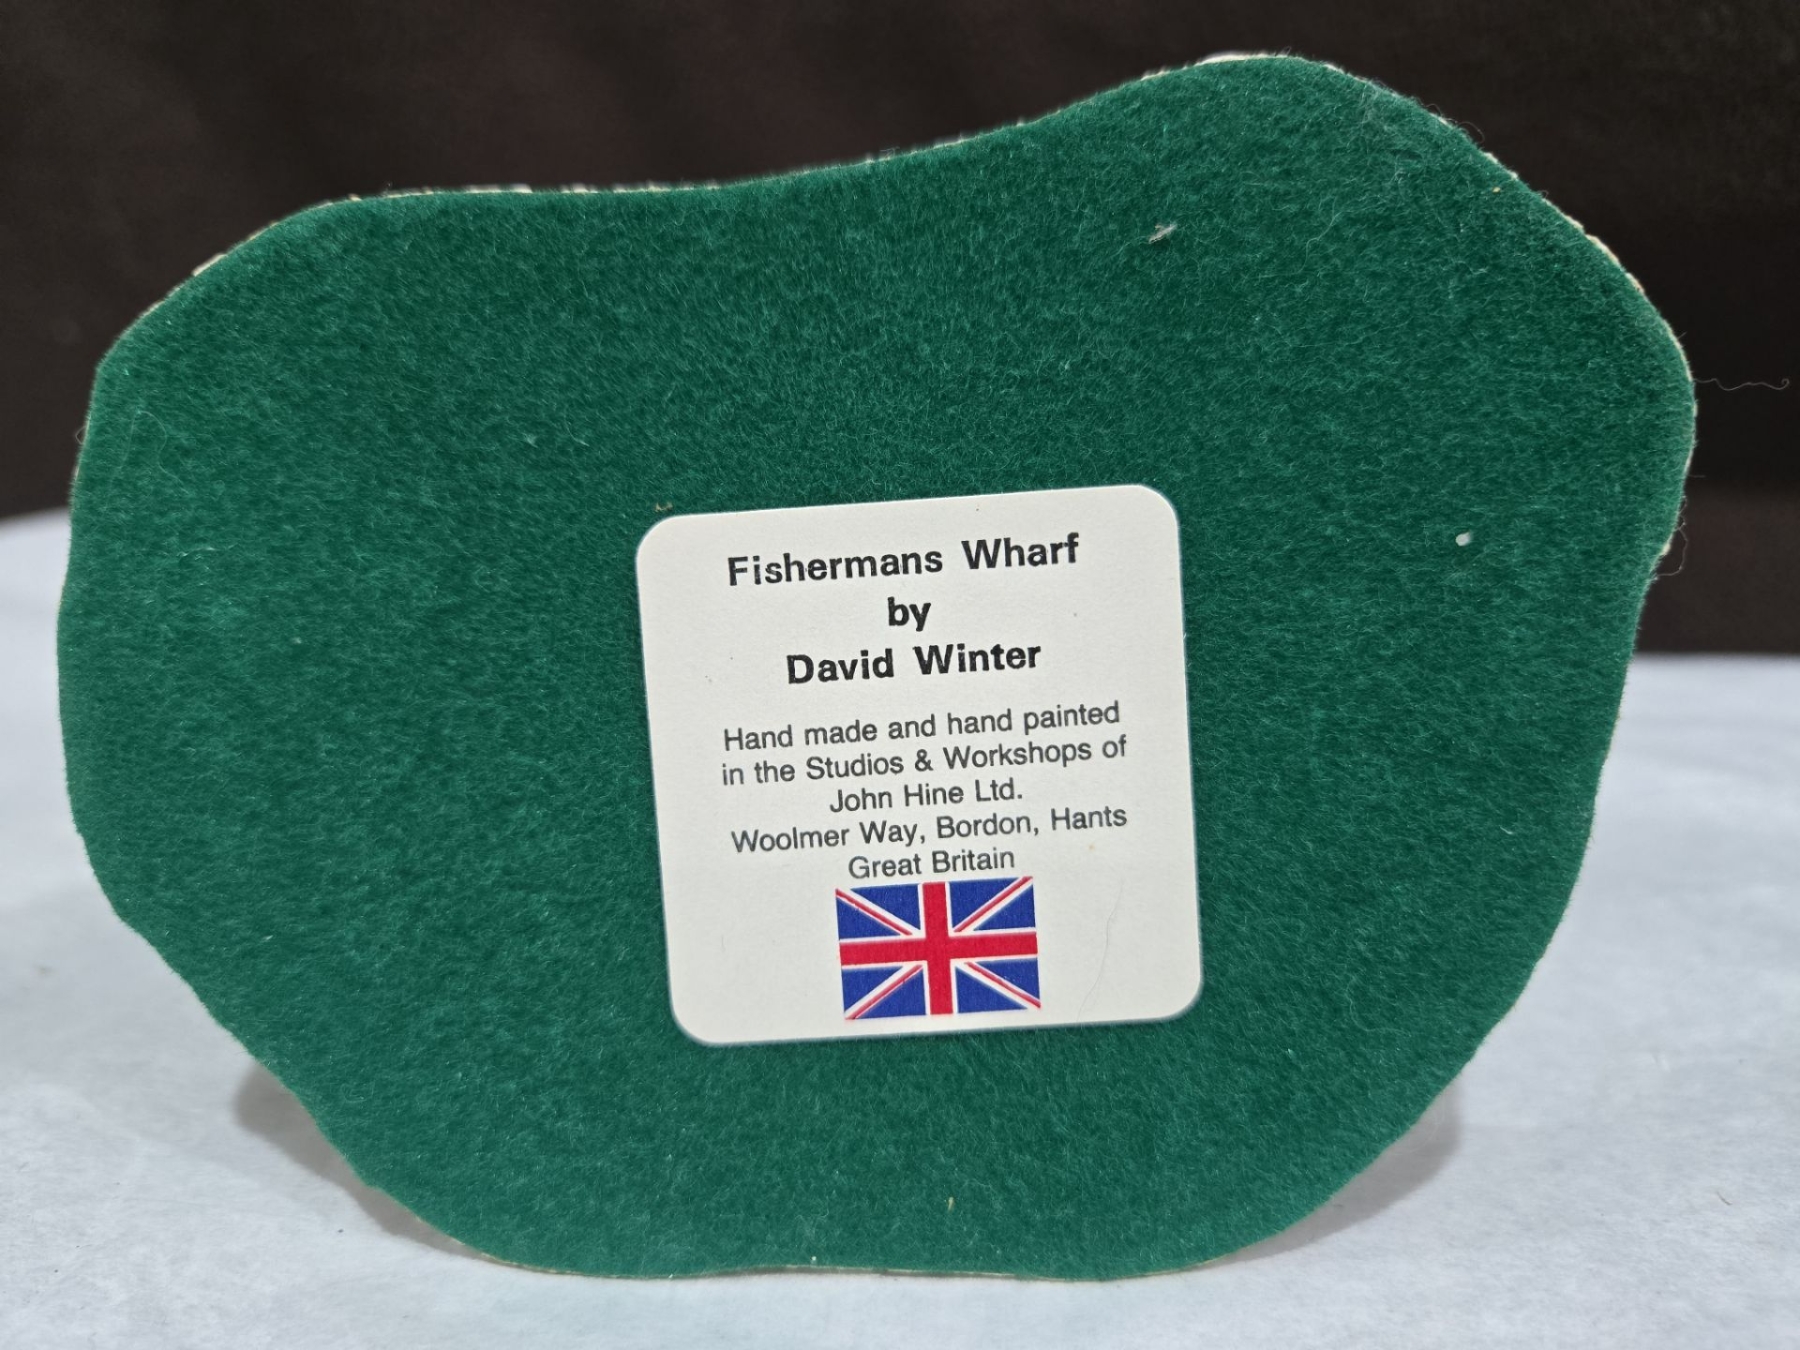 Fishermans Wharf
by
David Winter
Hand made and hand painted
in the Studios & Workshops of
John Hine Ltd.
Woolmer Way, Bordon, Hants
Great Britain